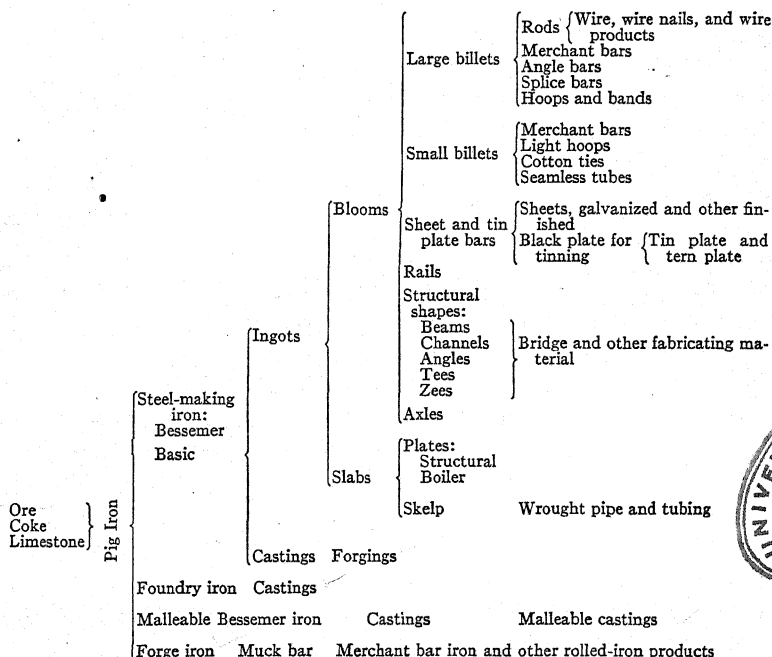 Rods Wire, wire nails, and wire
products
Large billets
Merchant bars
Angle bars
Splice bars
Hoops and bands
Small billets
Merchant bars
Light hoops
Cotton ties
Seamless tubes
Blooms
Sheet and tin
plate bars
Sheets, galvanized and other fin-
ished
Black plate for
tinning
Tin plate and
tern plate
Rails
Structural
shapes:
Beams
Channels
Angles
Tees
Zees
Bridge and other fabricating ma-
terial
Axles
Ingots
Steel-making
iron:
Bessemer
Basic
Slabs
Plates:
Structural
Boiler
Skelp Wrought pipe and tubing
Ore
Coke
Limestone
Pig Iron
Castings Forgings
Foundry iron Castings
Malleable Bessemer iron Castings Malleable castings
Forge iron Muck bar Merchant bar iron and other rolled-iron products